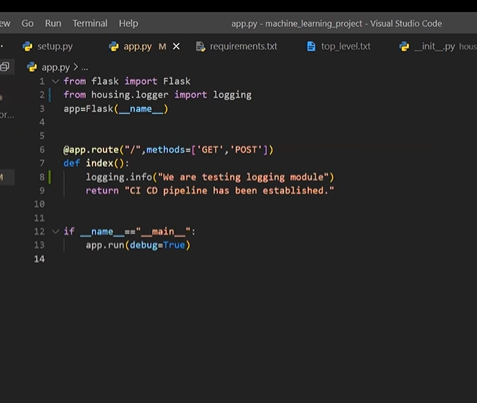 ew Go Run Terminal Help app.py - machine_learning_project - Visual Studio Code
setup.py app.py M requirements.txt top_level.txt __init__.py hous
app.py > ...
1 from flask import Flask
2 from housing.logger import logging
3 app=Flask(__name__)
4
5
6 @app.route("/",methods=['GET','POST'])
7 def index():
8 logging.info("We are testing logging module")
9 return "CI CD pipeline has been established."
10
11
12 if __name__=="__main__":
13 app.run(debug=True)
14
or...
M